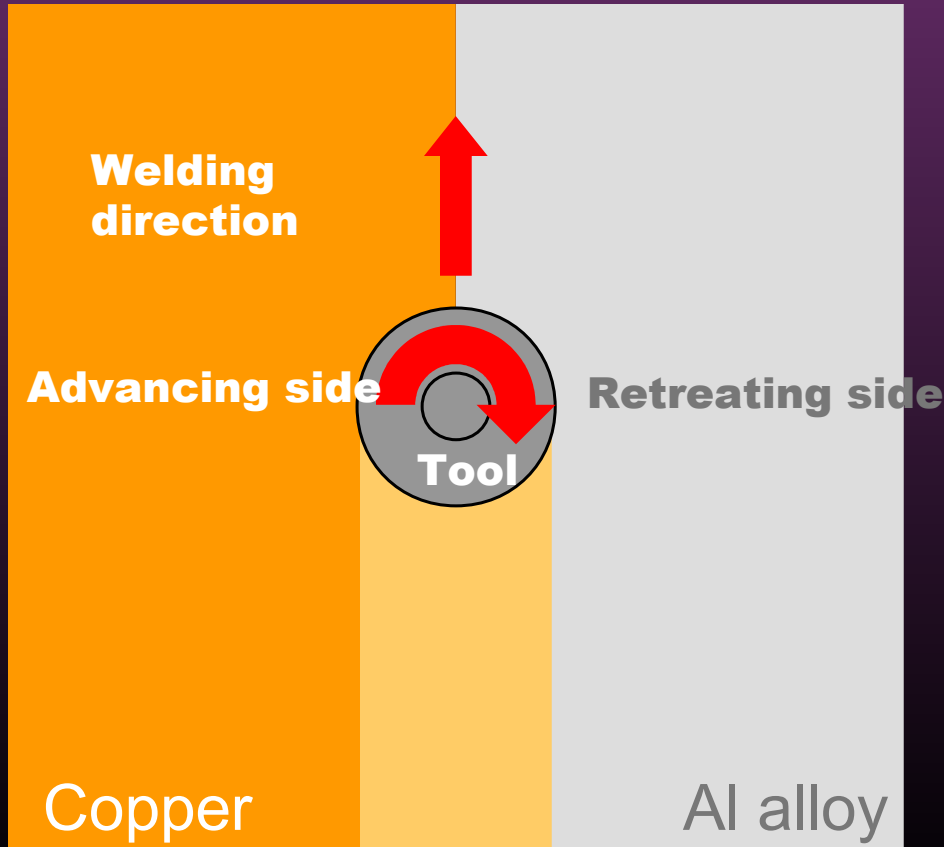 Welding
direction
Advancing side
Retreating side
Tool
Copper
Al alloy